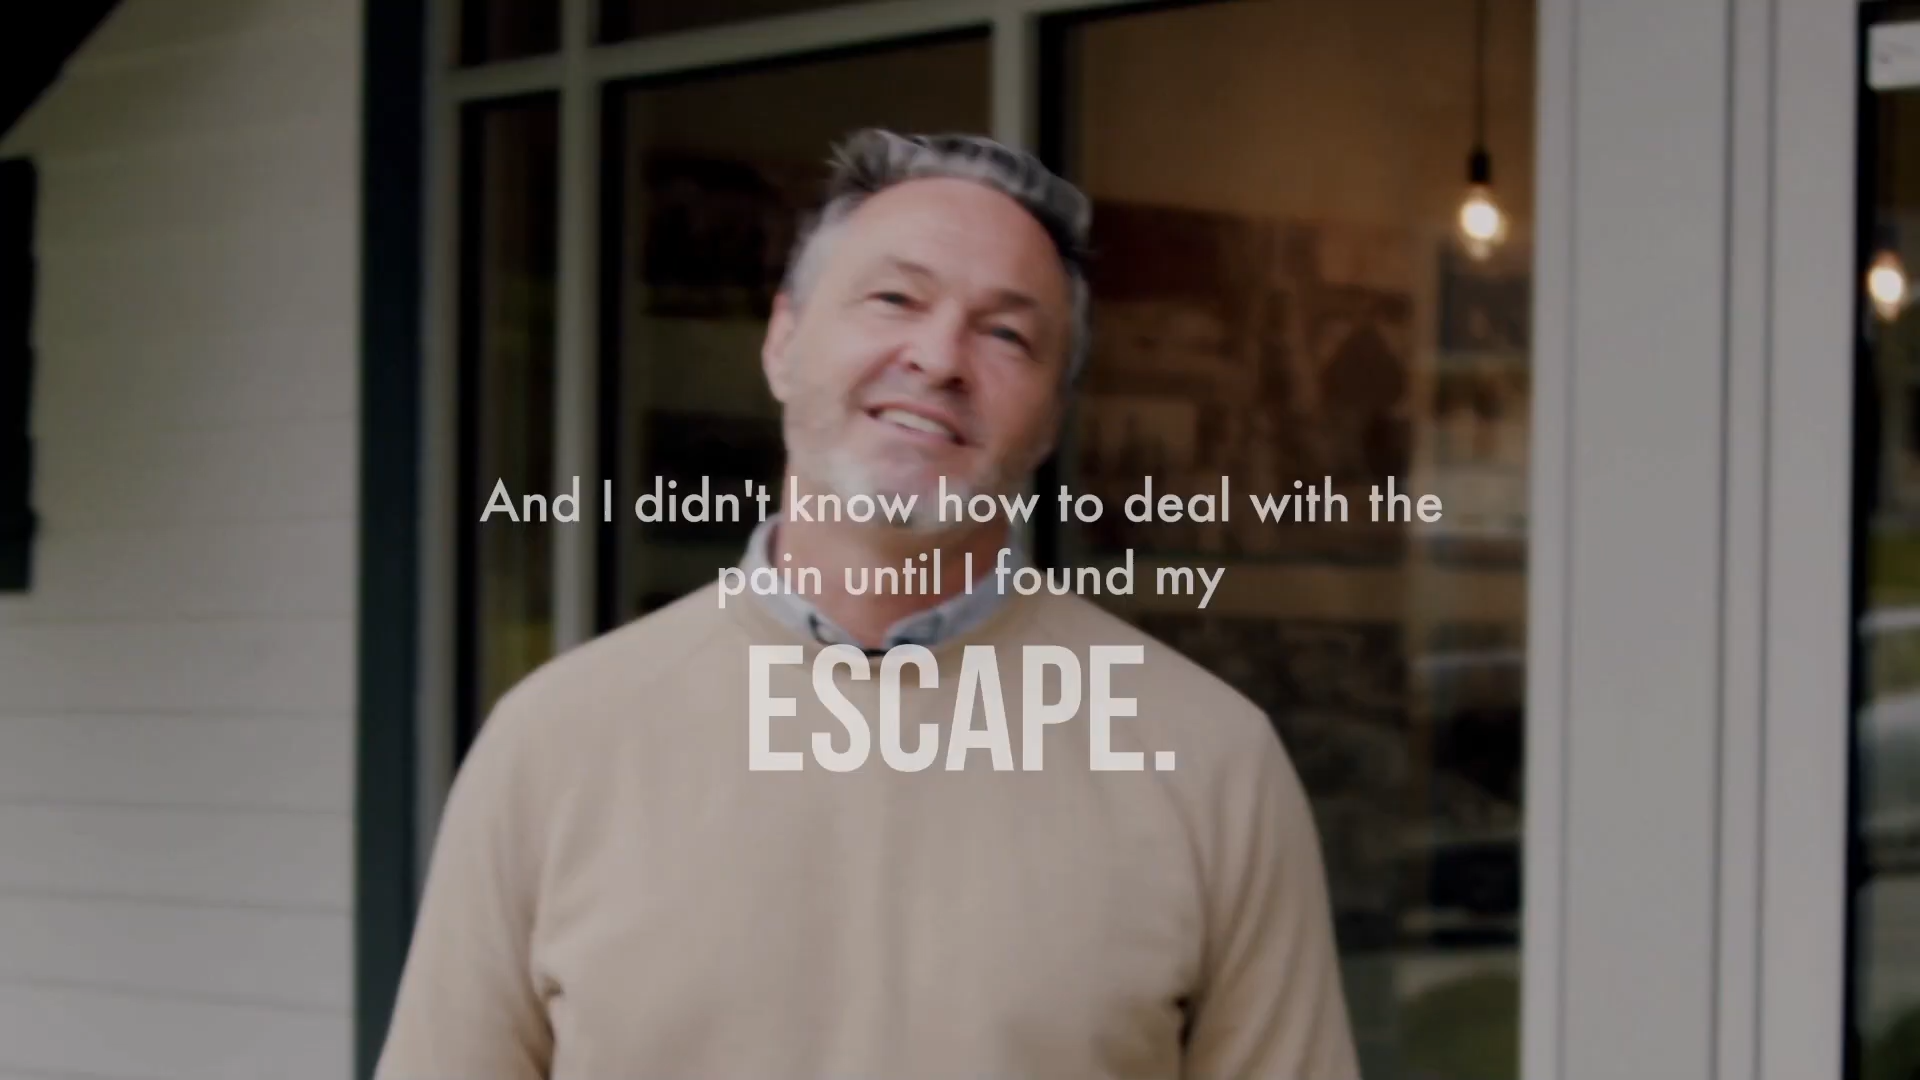 And I didn't know how to deal with the
pain until I found my
ESCAPE.